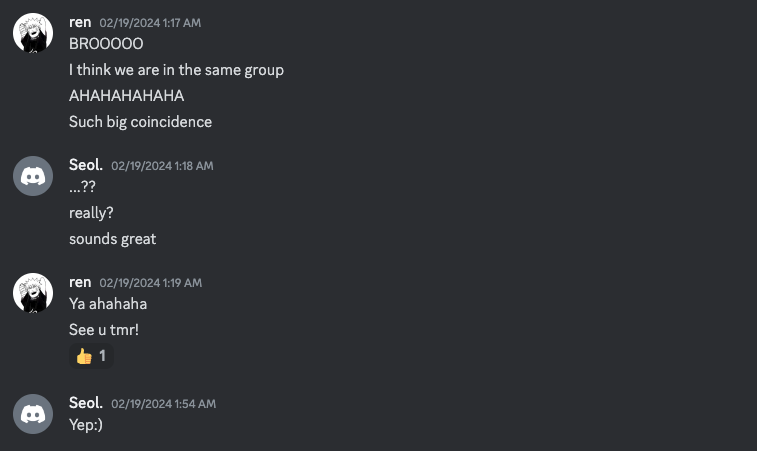 ren 02/19/2024 1:17 AM
BROOOOO
I think we are in the same group
AHAHAHAHAHA
Such big coincidence
Seol. 02/19/2024 1:18 AM
...??
really?
sounds great
ren 02/19/2024 1:19 AM
Ya ahahaha
See u tmr!
👍 1
Seol. 02/19/2024 1:54 AM
Yep:)